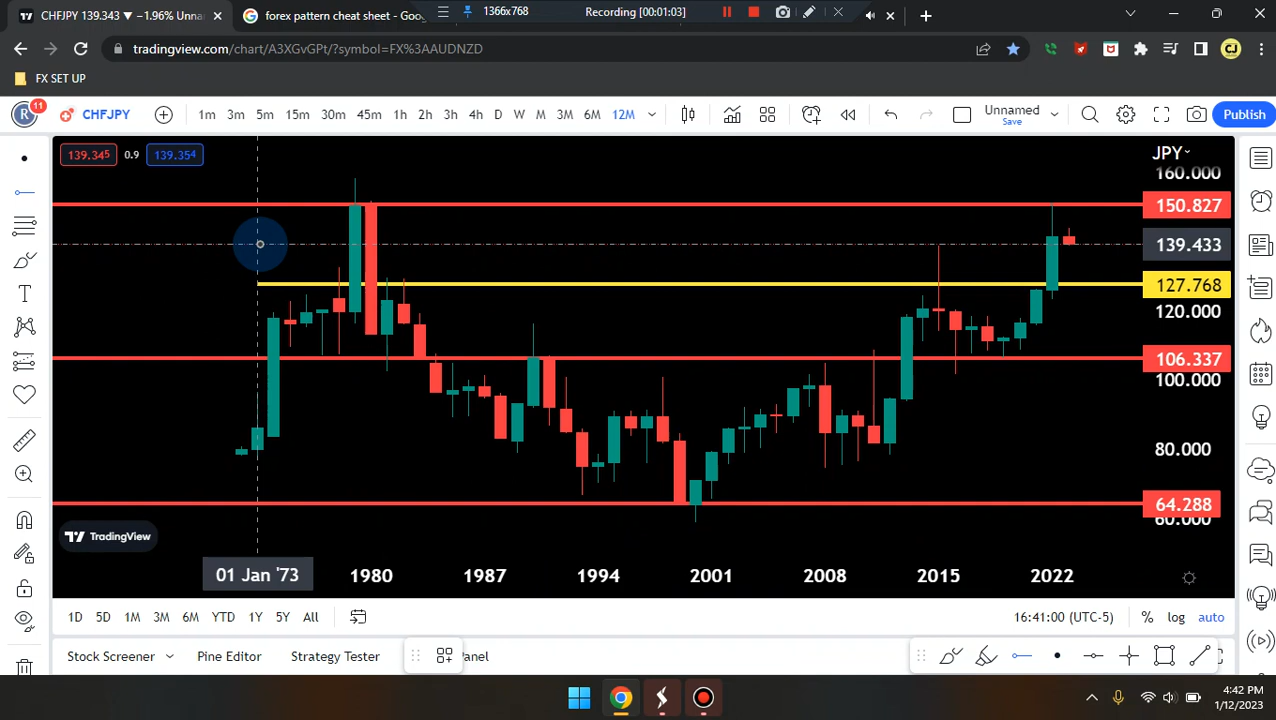 CHFJPY 139.343 ▼ −1.96% Unnam
forex pattern cheat sheet - Goo
1366x768
Recording [00:01:03]
tradingview.com/chart/A3XGvGPt/?symbol=FX%3AAUDNZD
CJ
FX SET UP
R
11
CHFJPY
1m 3m 5m 15m 30m 45m 1h 2h 3h 4h D W M 3M 6M 12M
Unnamed
Save
Publish
139.345 0.9 139.354
JPY
160.000
150.827
139.433
127.768
120.000
106.337
100.000
80.000
64.288
60.000
TradingView
01 Jan '73 1980 1987 1994 2001 2008 2015 2022
1D 5D 1M 3M 6M YTD 1Y 5Y All
16:41:00 (UTC-5) % log auto
Stock Screener Pine Editor Strategy Tester anel
4:42 PM
1/12/2023